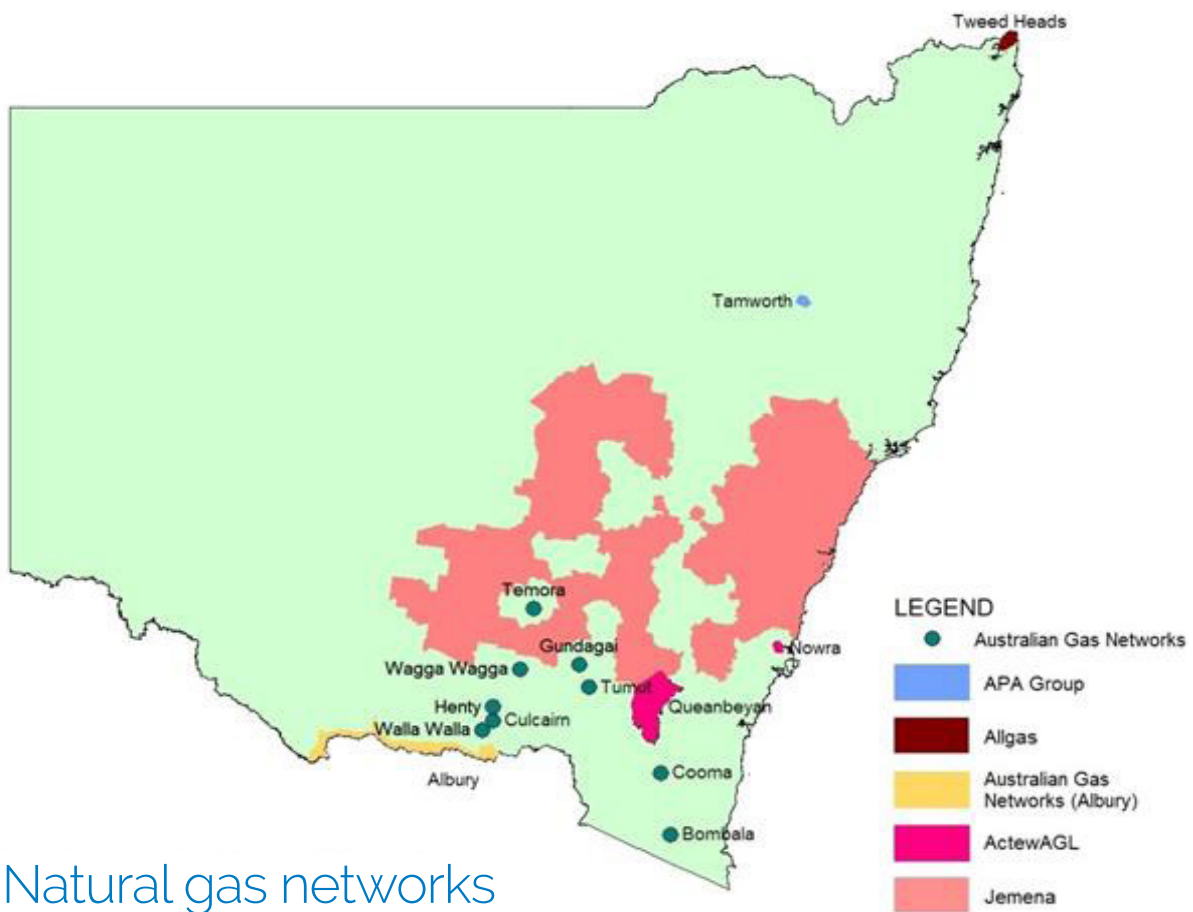 Tweed Heads
Tamworth
Temora
Gundagai
Wagga Wagga
Tumut
Nowra
Henty
Culcairn
Queanbeyan
Walla Walla
Albury
Cooma
Bombala
LEGEND
Australian Gas Networks
APA Group
Allgas
Australian Gas
Networks (Albury)
ActewAGL
Jemena
Natural gas networks